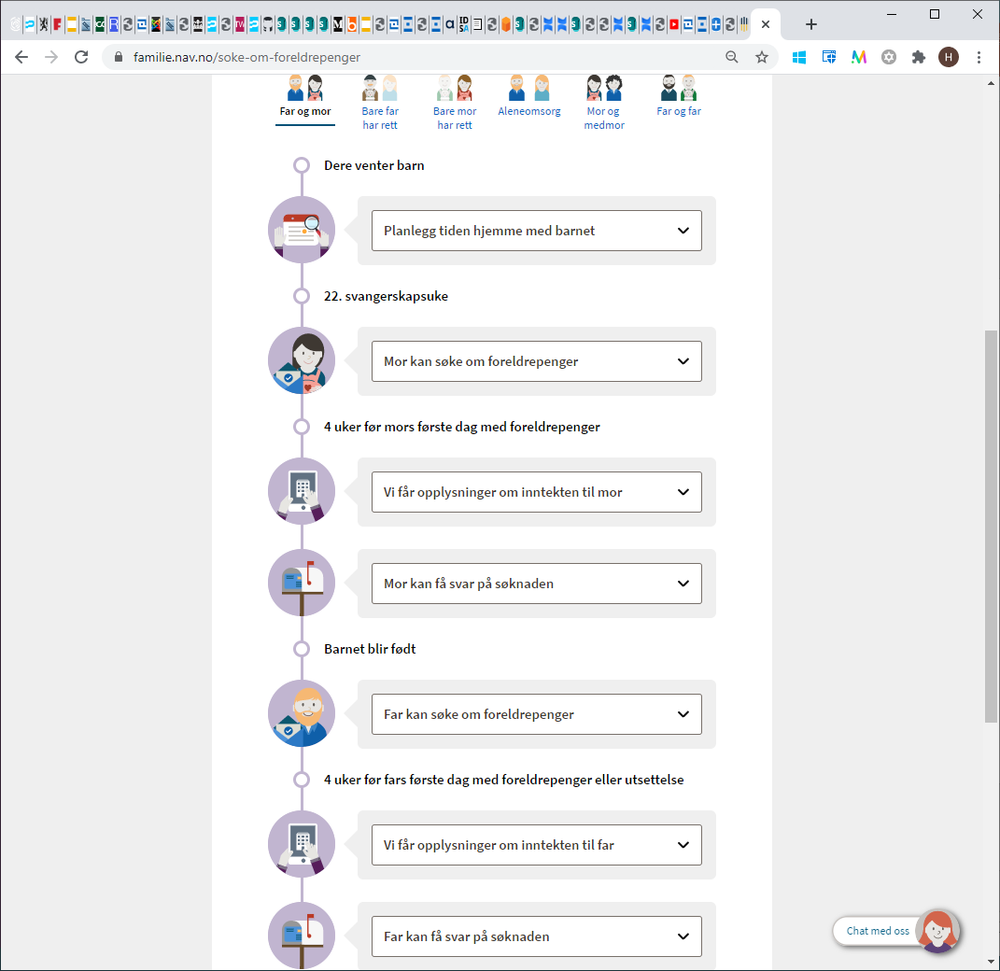 familie.nav.no/soke-om-foreldrepenger
H
Far og mor
Bare far
har rett
Bare mor
har rett
Aleneomsorg
Mor og
medmor
Far og far
Dere venter barn
Planlegg tiden hjemme med barnet
22. svangerskapsuke
Mor kan søke om foreldrepenger
4 uker før mors første dag med foreldrepenger
Vi får opplysninger om inntekten til mor
Mor kan få svar på søknaden
Barnet blir født
Far kan søke om foreldrepenger
4 uker før fars første dag med foreldrepenger eller utsettelse
Vi får opplysninger om inntekten til far
Far kan få svar på søknaden
Chat med oss